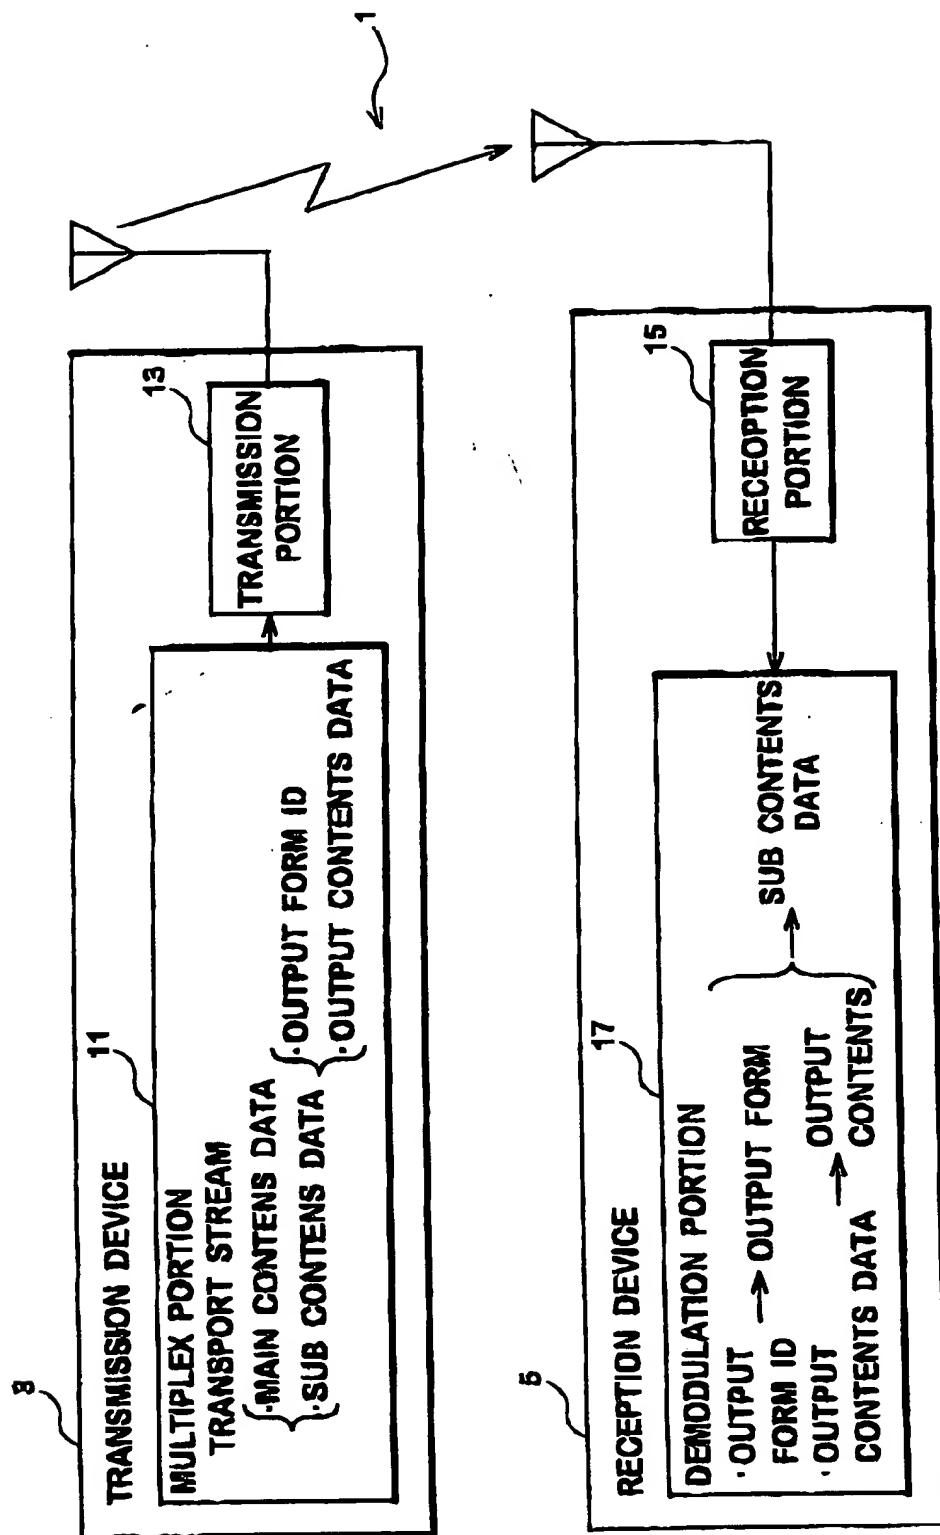 1
3
TRANSMISSION DEVICE
11
MULTIPLEX PORTION
TRANSPORT STREAM
·MAIN CONTENS DATA
·SUB CONTENS DATA
·OUTPUT FORM ID
·OUTPUT CONTENTS DATA
13
TRANSMISSION
PORTION
5
RECEPTION DEVICE
17
DEMODULATION PORTION
·OUTPUT
FORM ID
OUTPUT FORM
·OUTPUT
CONTENTS DATA
OUTPUT
CONTENTS
SUB CONTENTS
DATA
15
RECEOPTION
PORTION